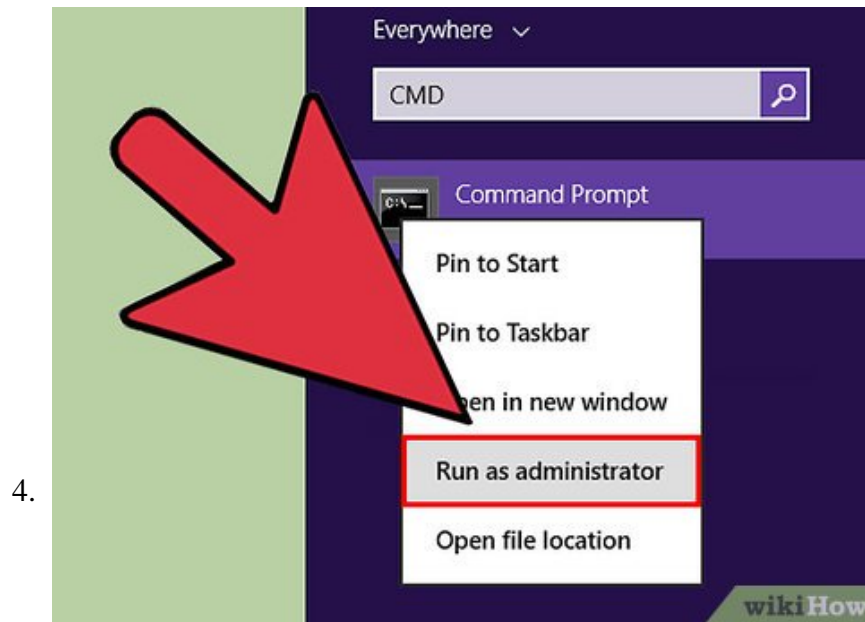 Everywhere
CMD
C:\_
Command Prompt
Pin to Start
Pin to Taskbar
Open in new window
4.
Run as administrator
Open file location
wikiHow